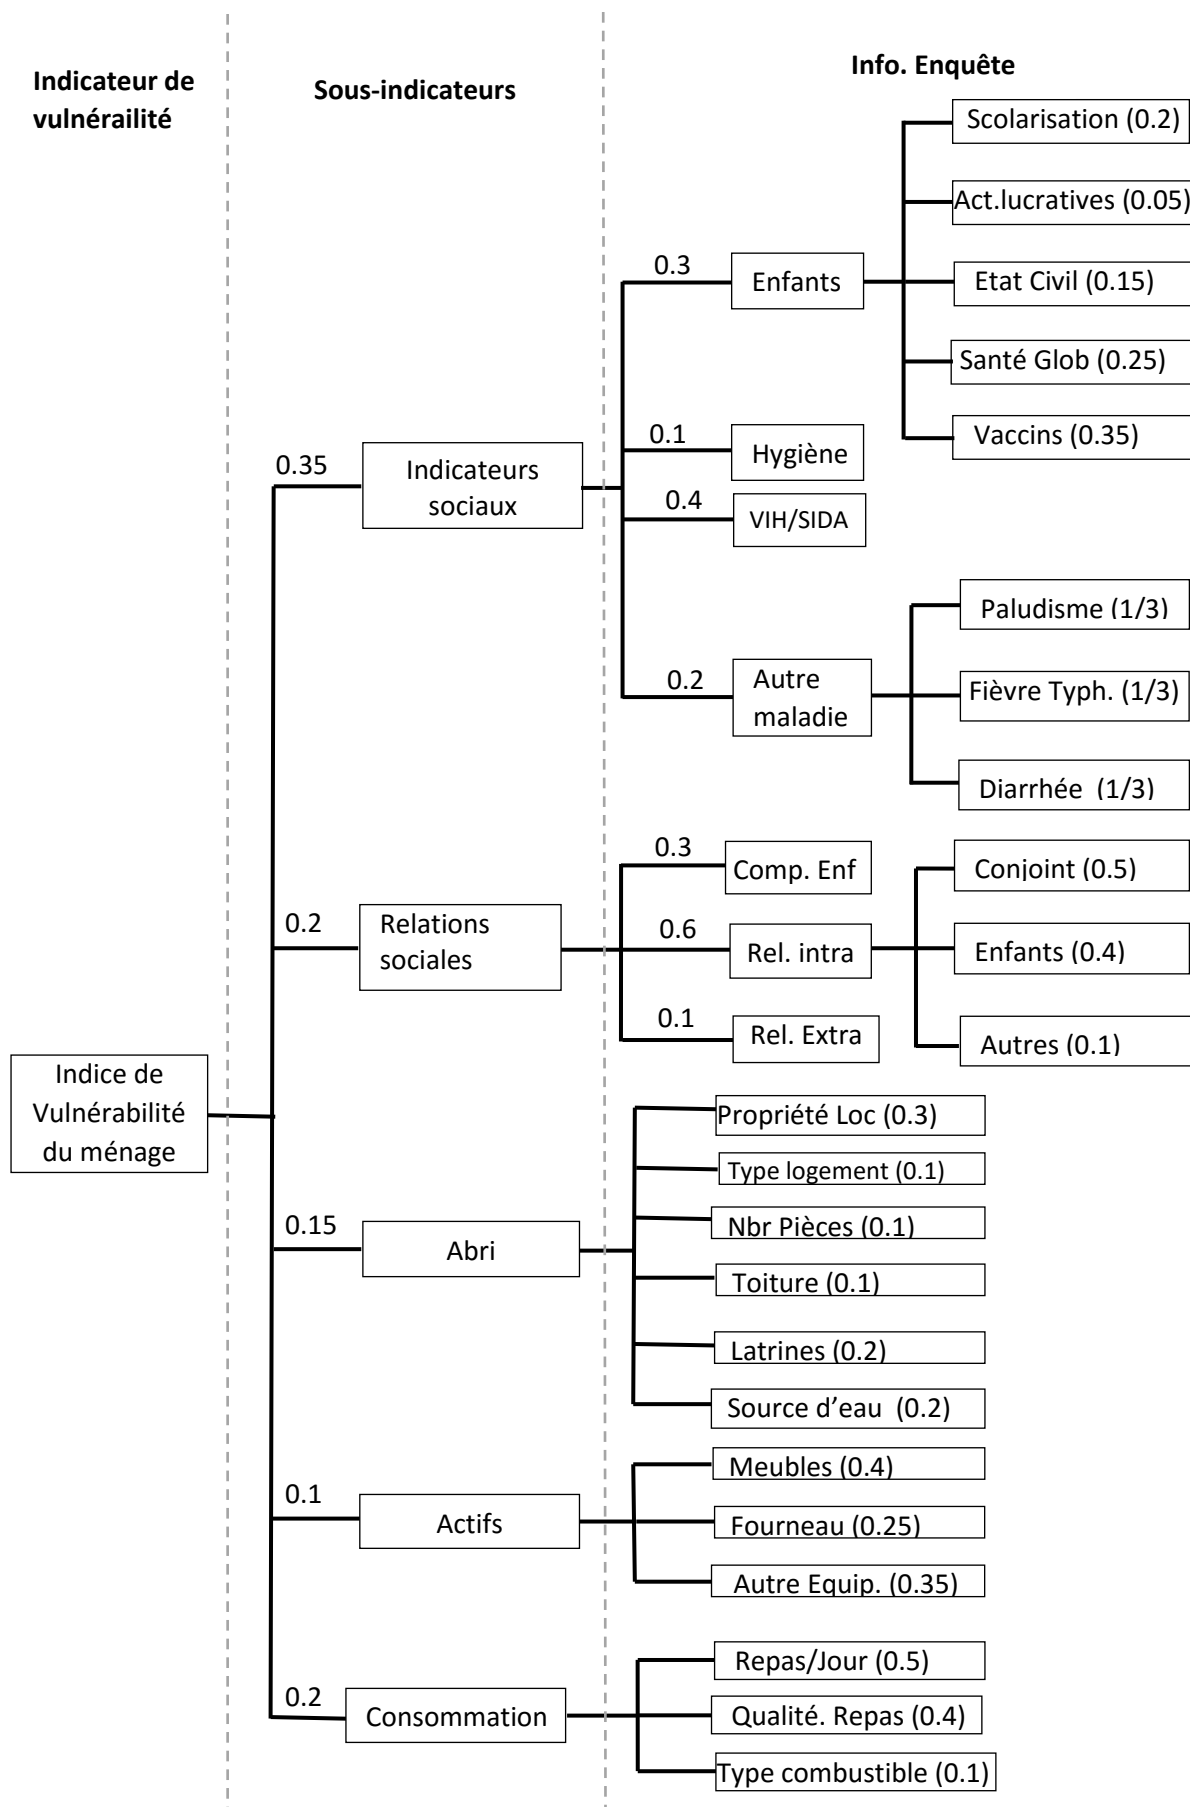 Indicateur de
vulnérailité
Sous-indicateurs
Info. Enquête
Scolarisation (0.2)
Act.lucratives (0.05)
0.3
Enfants
Etat Civil (0.15)
Santé Glob (0.25)
Vaccins (0.35)
0.1
Hygiène
0.35
Indicateurs
sociaux
0.4
VIH/SIDA
Paludisme (1/3)
0.2
Autre
maladie
Fièvre Typh. (1/3)
Diarrhée (1/3)
0.3
Comp. Enf
Conjoint (0.5)
0.2
Relations
sociales
0.6
Rel. intra
Enfants (0.4)
0.1
Rel. Extra
Autres (0.1)
Indice de
Vulnérabilité
du ménage
Propriété Loc (0.3)
Type logement (0.1)
Nbr Pièces (0.1)
0.15
Abri
Toiture (0.1)
Latrines (0.2)
Source d’eau (0.2)
Meubles (0.4)
0.1
Actifs
Fourneau (0.25)
Autre Equip. (0.35)
Repas/Jour (0.5)
0.2
Consommation
Qualité. Repas (0.4)
Type combustible (0.1)